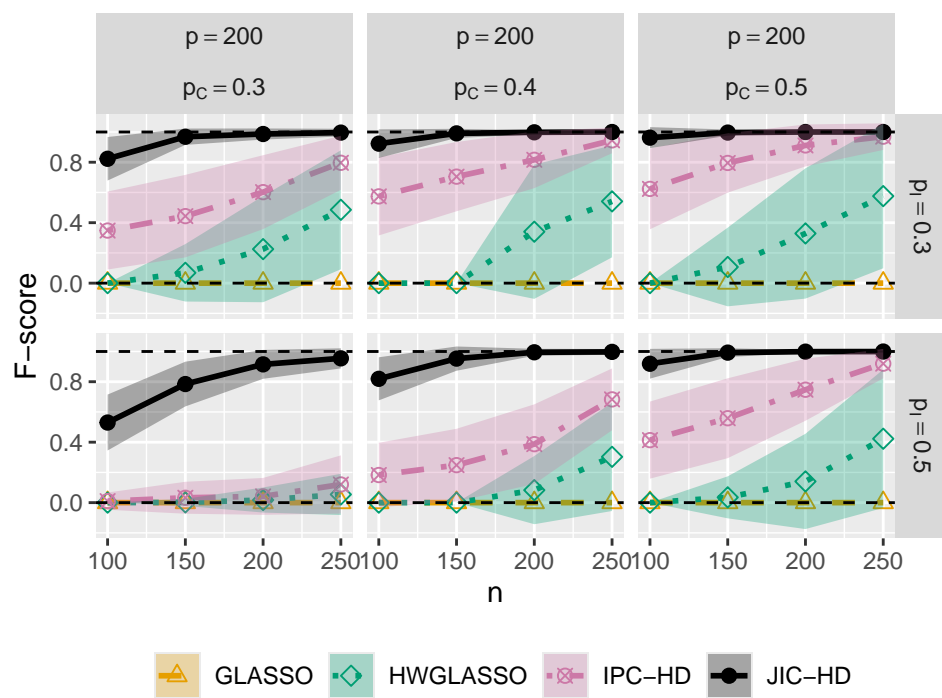 p = 200 p = 200 p = 200
p_C = 0.3 p_C = 0.4 p_C = 0.5
0.8
0.4
0.0
p_I = 0.3
F−score
0.8
0.4
0.0
p_I = 0.5
100 150 200 250 100 150 200 250 100 150 200 250
n
GLASSO HWGLASSO IPC−HD JIC−HD